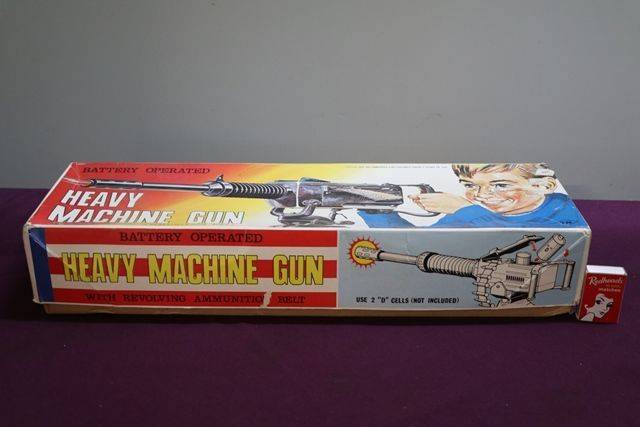 BATTERY OPERATED
HEAVY
MACHINE GUN
BATTERY OPERATED
HEAVY MACHINE GUN
WITH REVOLVING AMMUNITIO BELT
USE 2 "D" CELLS (NOT INCLUDED)
Redheads
matches